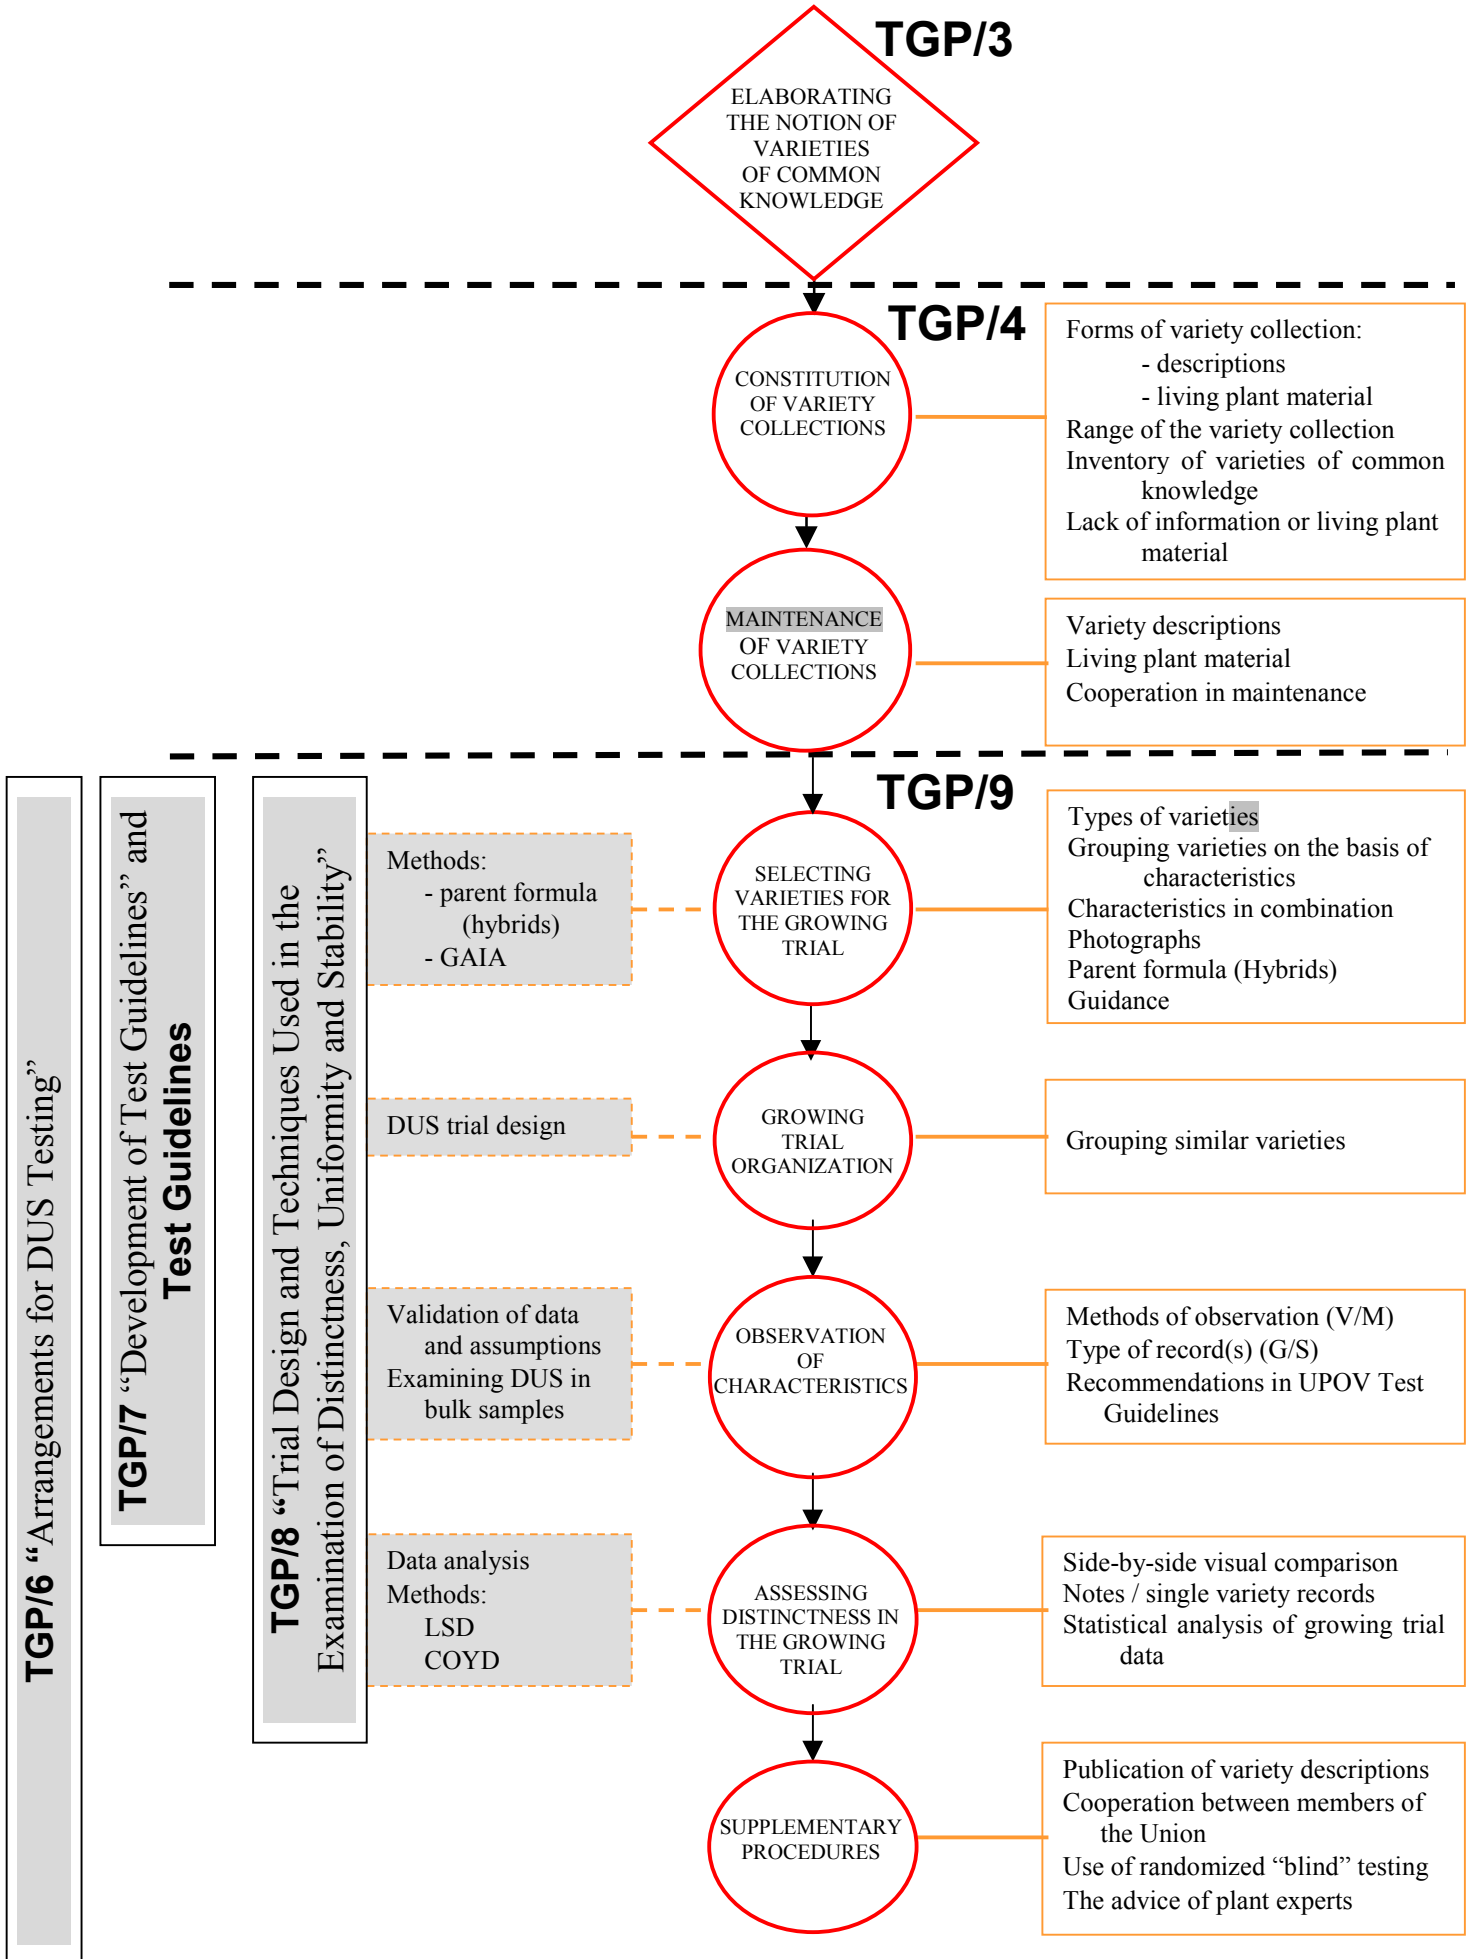 TGP/3
ELABORATING
THE NOTION OF
VARIETIES
OF COMMON
KNOWLEDGE
TGP/4
CONSTITUTION
OF VARIETY
COLLECTIONS
Forms of variety collection:
- descriptions
- living plant material
Range of the variety collection
Inventory of varieties of common
knowledge
Lack of information or living plant
material
MAINTENANCE
OF VARIETY
COLLECTIONS
Variety descriptions
Living plant material
Cooperation in maintenance
TGP/6 “Arrangements for DUS Testing”
TGP/7 “Development of Test Guidelines” and
Test Guidelines
TGP/8 “Trial Design and Techniques Used in the
Examination of Distinctness, Uniformity and Stability”
TGP/9
Methods:
- parent formula
(hybrids)
- GAIA
SELECTING
VARIETIES FOR
THE GROWING
TRIAL
Types of varieties
Grouping varieties on the basis of
characteristics
Characteristics in combination
Photographs
Parent formula (Hybrids)
Guidance
DUS trial design
GROWING
TRIAL
ORGANIZATION
Grouping similar varieties
Validation of data
and assumptions
Examining DUS in
bulk samples
OBSERVATION
OF
CHARACTERISTICS
Methods of observation (V/M)
Type of record(s) (G/S)
Recommendations in UPOV Test
Guidelines
Data analysis
Methods:
LSD
COYD
ASSESSING
DISTINCTNESS IN
THE GROWING
TRIAL
Side-by-side visual comparison
Notes / single variety records
Statistical analysis of growing trial
data
SUPPLEMENTARY
PROCEDURES
Publication of variety descriptions
Cooperation between members of
the Union
Use of randomized “blind” testing
The advice of plant experts